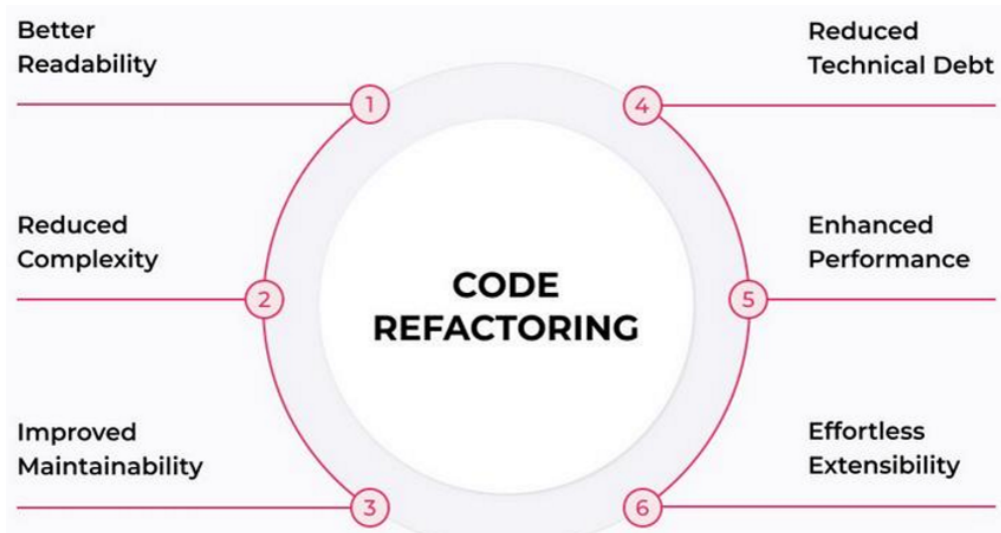 Better
Readability
1
Reduced
Complexity
2
Improved
Maintainability
3
CODE
REFACTORING
Reduced
Technical Debt
4
Enhanced
Performance
5
Effortless
Extensibility
6